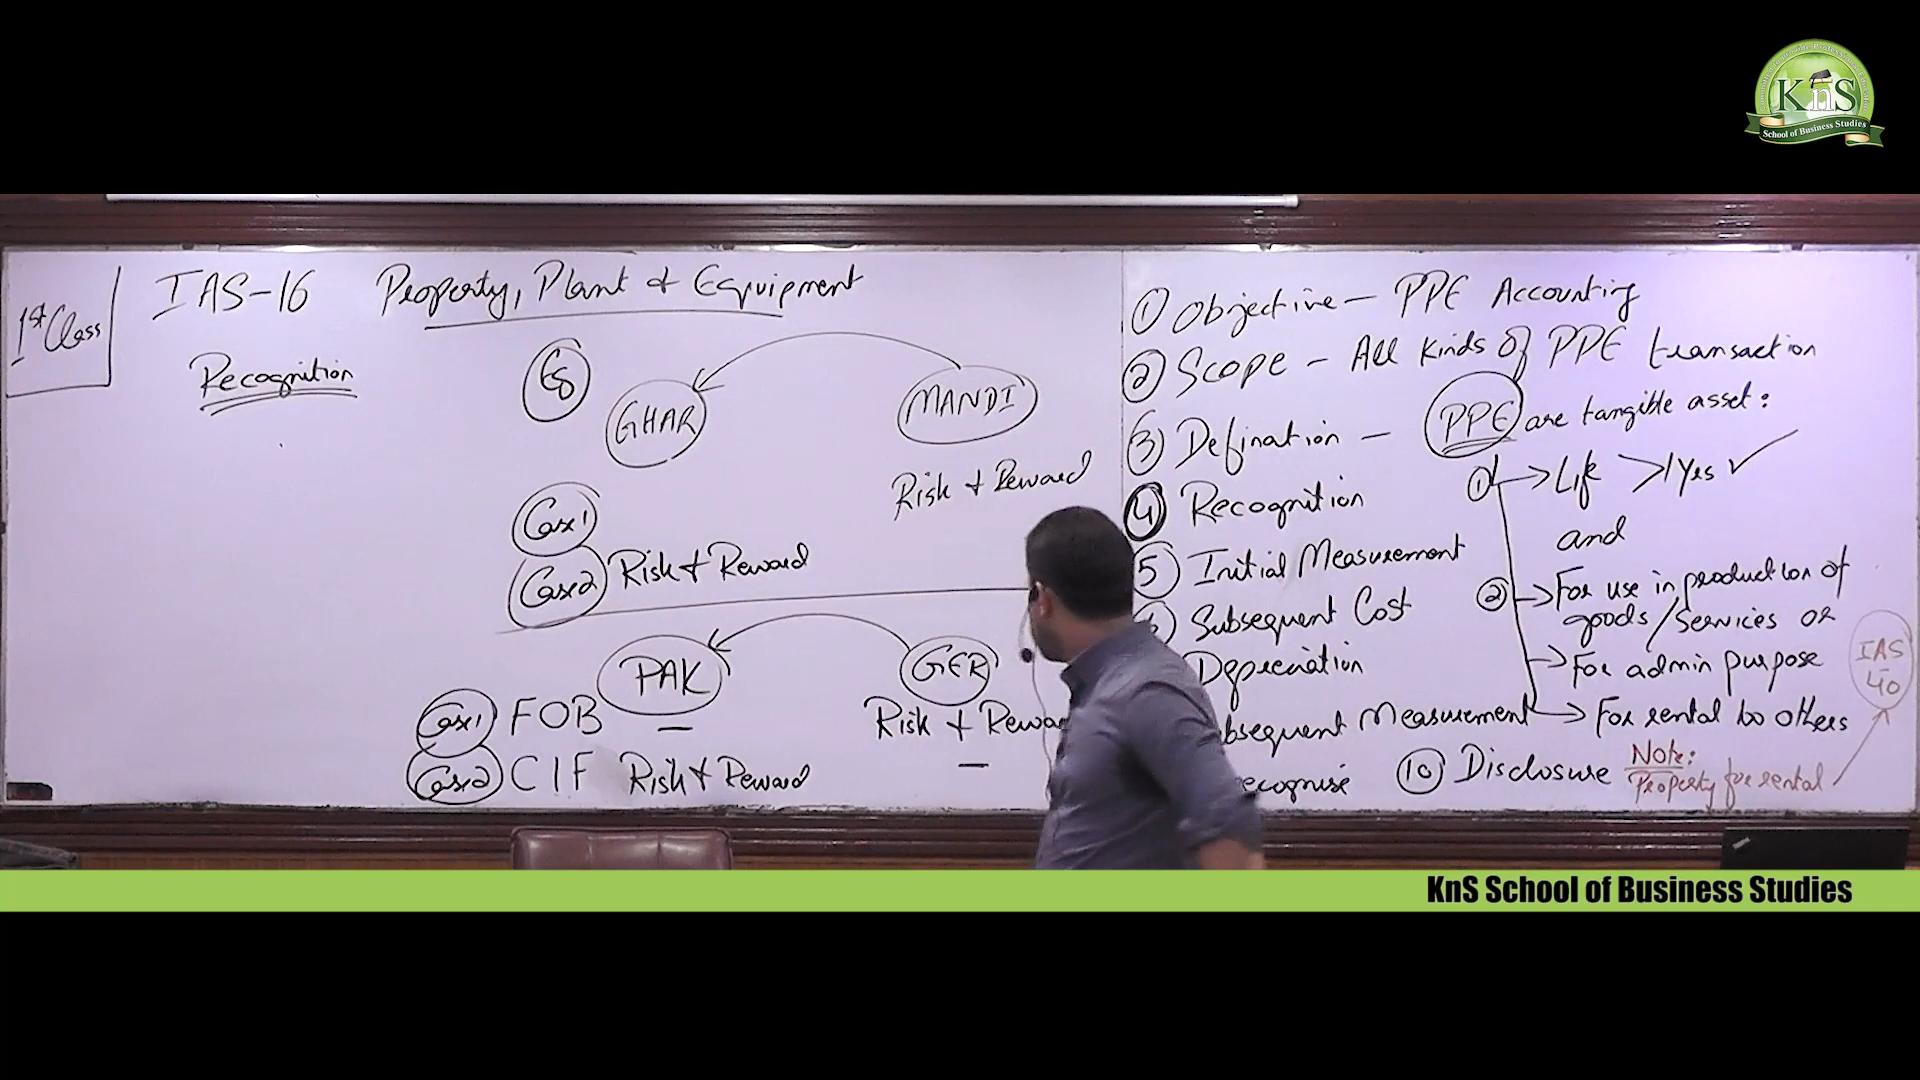 KnS
School of Business Studies
1st Class
IAS-16 Property, Plant & Equipment
Recognition
Eg
GHAR
MANDI
Risk + Reward
Case 1
Case 2 Risk + Reward
PAK
GER
Case 1 FOB
Risk + Rewar
Case 2 CIF Risk + Reward
1 Objective – PPE Accounting
2 Scope – All Kinds Of PPE transaction
3 Defination – PPE are tangible asset:
1 Life >1 Yes ✓
4 Recognition
and
5 Initial Measurement
2 For use in production of
goods/Services or
Subsequent Cost
For admin purpose
Depreciation
IAS-40
bsequent Measurement
For rental to others
ecognise
10 Disclosure
Note:
Property for rental
KnS School of Business Studies